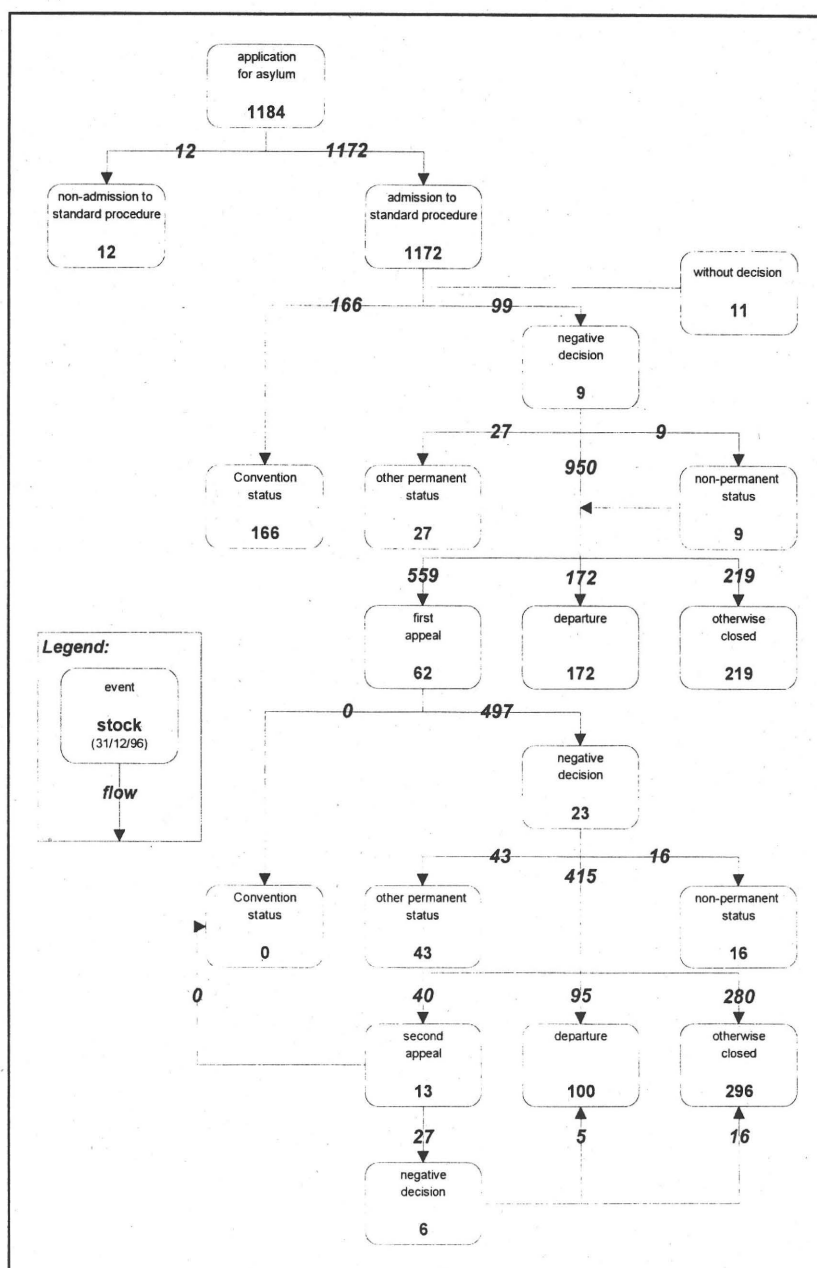 application
for asylum
1184
12
1172
non-admission to
standard procedure
12
admission to
standard procedure
1172
without decision
11
166
99
negative
decision
9
27
9
950
Convention
status
166
other permanent
status
27
non-permanent
status
9
559
172
219
first
appeal
62
departure
172
otherwise
closed
219
Legend:
event
stock
(31/12/96)
flow
0
497
negative
decision
23
43
16
415
Convention
status
0
other permanent
status
43
non-permanent
status
16
0
40
95
280
second
appeal
13
departure
100
otherwise
closed
296
27
5
16
negative
decision
6